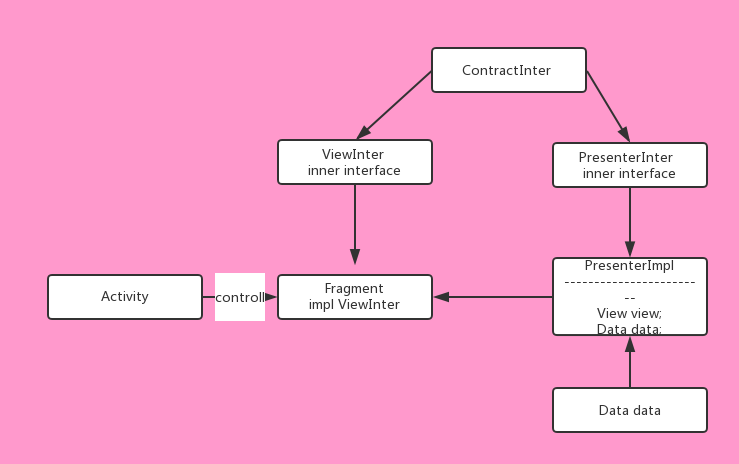 ContractInter
ViewInter
inner interface
PresenterInter
inner interface
Activity
controll
Fragment
impl ViewInter
PresenterImpl
----------------------
--
View view;
Data data;
Data data